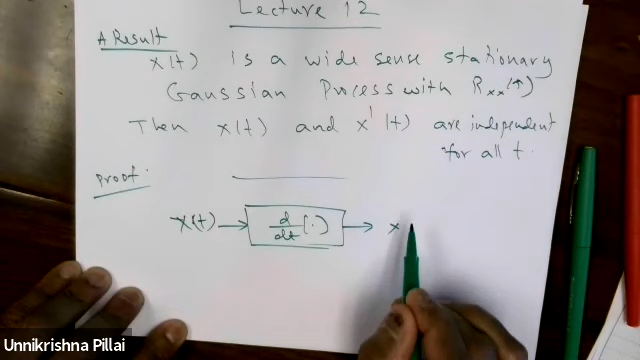 Lecture 12
A Result
X(t) is a wide sense stationary
Gaussian Process with Rxx(τ)
Then x(t) and x'(t) are independent
for all t.
Proof.
X(t) → d/dt (·) → x
Unnikrishna Pillai